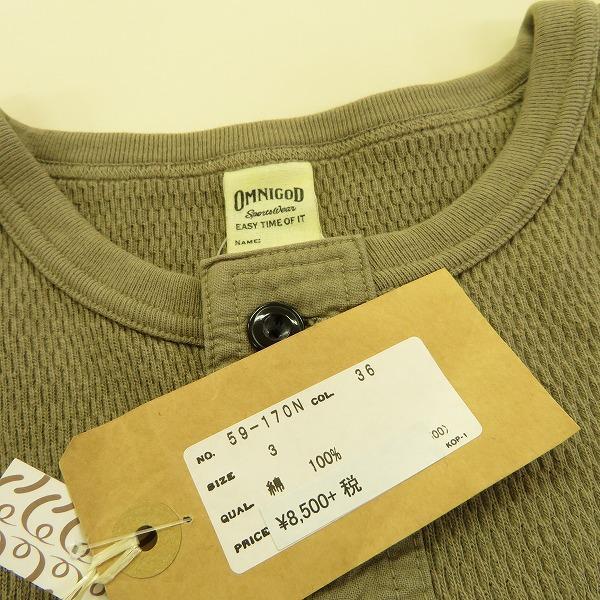 OMNIGOD
SportsWear
EASY TIME OF IT
NAME:
NO. 59-170N COL. 36
SIZE 3
QUAL 綿 100%
PRICE ¥8,500+ 税
00)
KOP-1